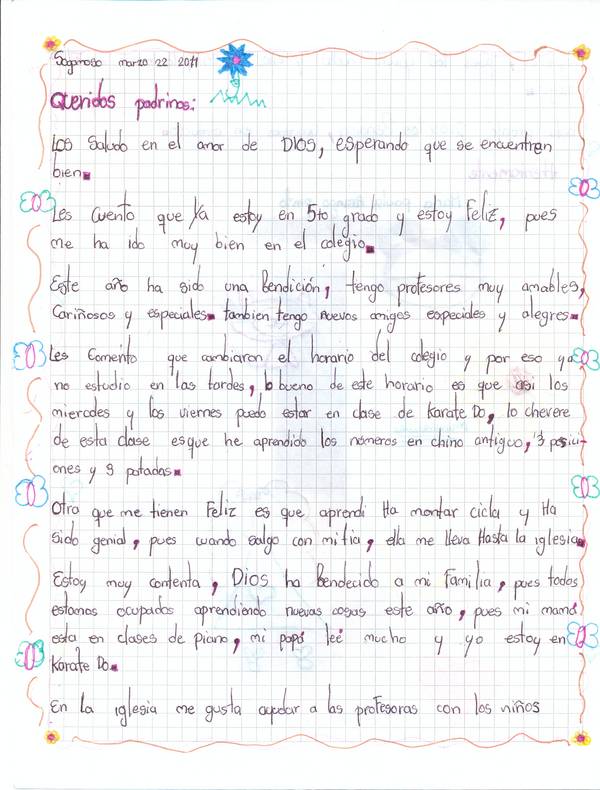 Sogamoso marzo 22 2011
Queridos padrinos:
Los Saludo en el amor de DIOS, esperando que se encuentran
bien.
Les cuento que ya estoy en 5to grado y estoy Feliz, pues
me ha ido muy bien en el colegio.
Este año ha sido una Bendición, tengo profesores muy amables,
Cariñosos y especiales. tambien tengo nuevos amigos especiales y alegres.
Les Comento que cambiaron el horario del colegio y por eso ya
no estudio en las tardes, lo bueno de este horario es que asi los
miercoles y los viernes puedo estar en clase de Karate Do, lo chevere
de esta clase es que he aprendido los números en chino antiguo, 3 posici-
ones y 9 patadas.
Otra que me tienen Feliz es que aprendi Ha montar cicla y Ha
Sido genial, pues cuando salgo con mi tia, ella me lleva Hasta la iglesia.
Estoy muy contenta, Dios ha Bendecido a mi Familia, pues todos
estamos ocupados aprendiendo nuevas cosas este año, pues mi mamá
esta en clases de piano, mi papá lee mucho y yo estoy en
Karate Do.
En la iglesia me gusta ayudar a las profesoras con los niños